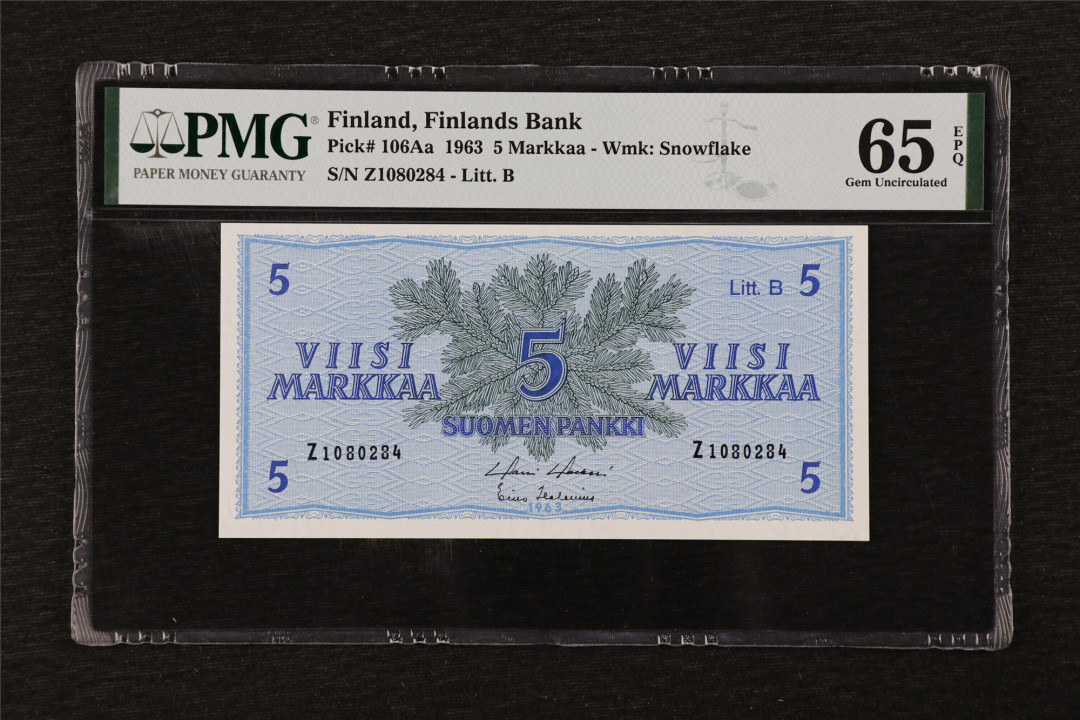 PMG®
PAPER MONEY GUARANTY
Finland, Finlands Bank
Pick# 106Aa 1963 5 Markkaa - Wmk: Snowflake
S/N Z1080284 - Litt. B
65
EPQ
Gem Uncirculated
5
Litt. B 5
VIISI
MARKKAA
5
VIISI
MARKKAA
SUOMEN PANKKI
Z1080284
Z1080284
5
5
1963